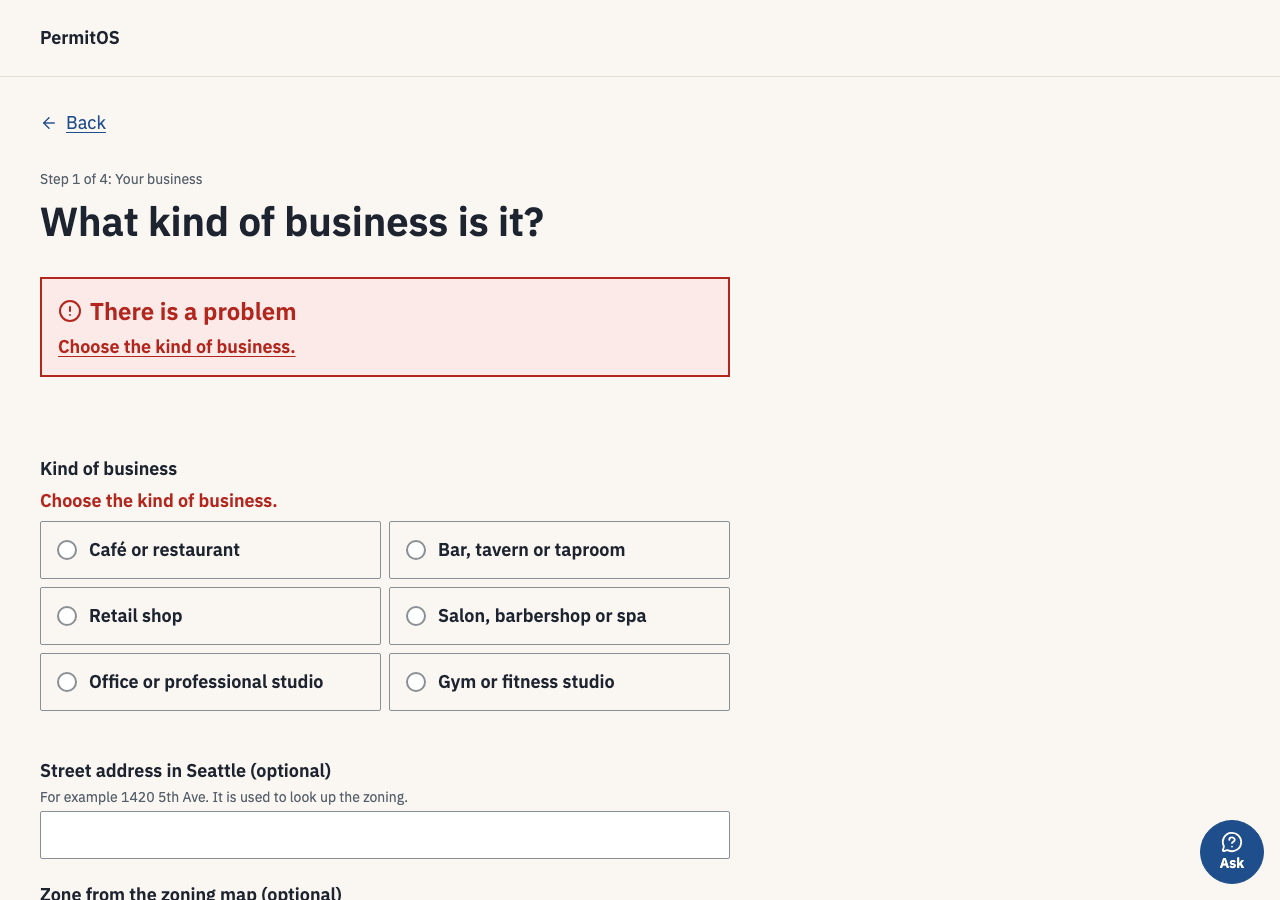 PermitOS
Back
Step 1 of 4: Your business
What kind of business is it?
There is a problem
Choose the kind of business.
Kind of business
Choose the kind of business.
Café or restaurant
Bar, tavern or taproom
Retail shop
Salon, barbershop or spa
Office or professional studio
Gym or fitness studio
Street address in Seattle (optional)
For example 1420 5th Ave. It is used to look up the zoning.
Ask
Zone from the zoning map (optional)